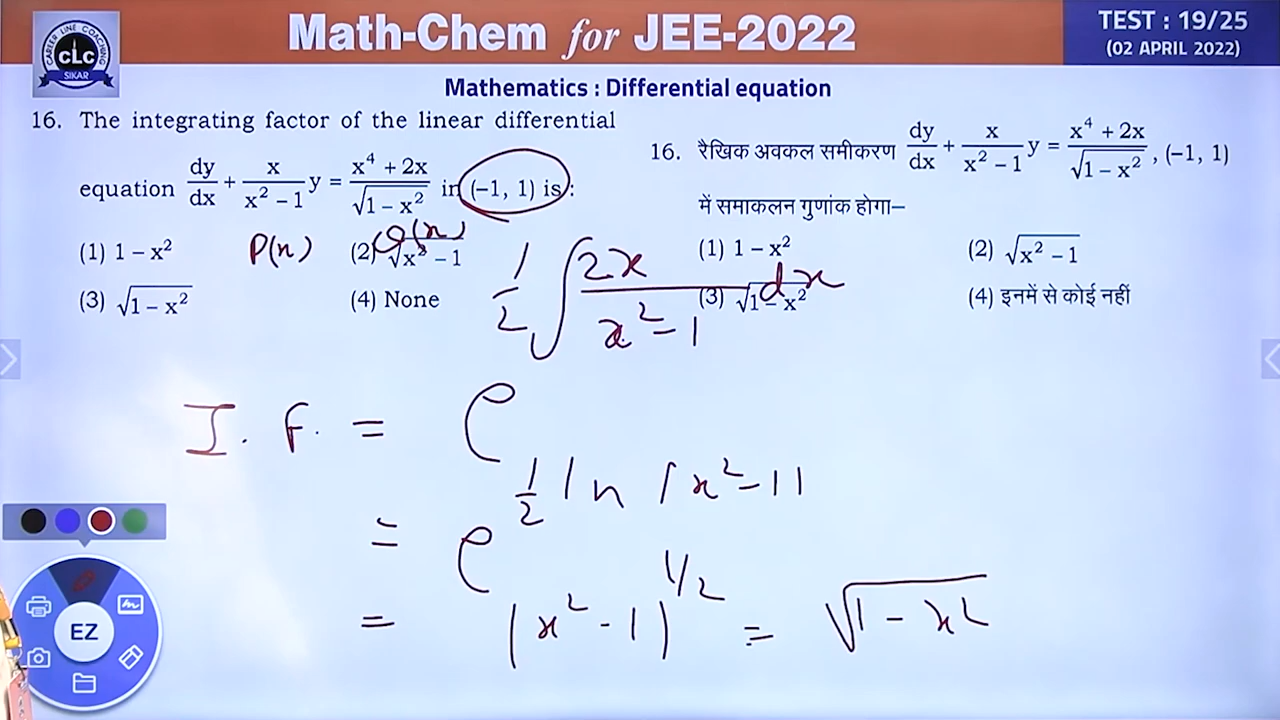 CAREER LINE COACHING
CLC
SIKAR
Math-Chem for JEE-2022
TEST : 19/25
(02 APRIL 2022)
Mathematics : Differential equation
16. The integrating factor of the linear differential
equation dy/dx + x/(x² – 1) y = (x⁴ + 2x)/√(1 – x²) in (–1, 1) is :
P(x) Q(x)
(1) 1 – x² (2) √(x² – 1)
(3) √(1 – x²) (4) None
16. रैखिक अवकल समीकरण dy/dx + x/(x² – 1) y = (x⁴ + 2x)/√(1 – x²) , (–1, 1)
में समाकलन गुणांक होगा–
(1) 1 – x² (2) √(x² – 1)
(3) √(1 – x²) (4) इनमें से कोई नहीं
1/2 ∫ 2x/(x² – 1) dx
I. F. = e
= e 1/2 ln |x² – 1|
= |x² – 1|^1/2 = √(1 – x²)
EZ